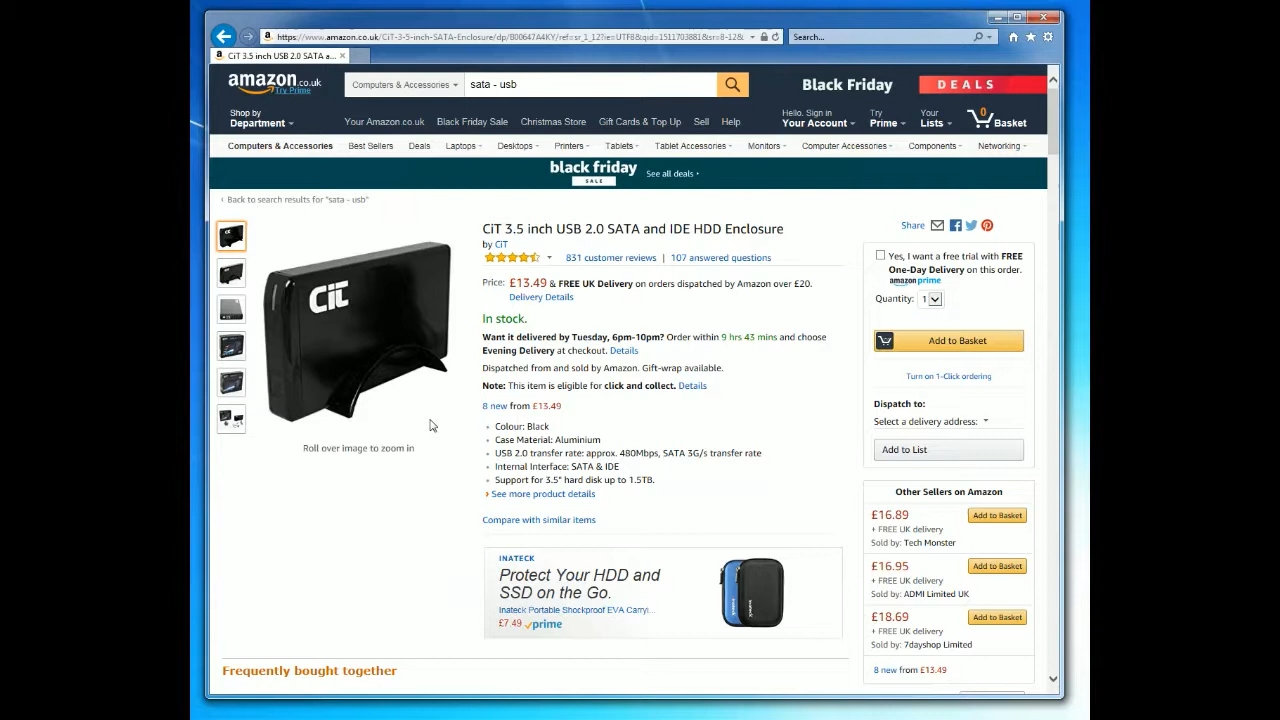 https://www.amazon.co.uk/CiT-3-5-inch-SATA-Enclosure/dp/B00647A4KY/ref=sr_1_12?ie=UTF8&qid=1511703881&sr=8-12&
Search...
CiT 3.5 inch USB 2.0 SATA a...
amazon.co.uk
Try Prime
Computers & Accessories
sata - usb
Black Friday
DEALS
Shop by
Department
Your Amazon.co.uk
Black Friday Sale
Christmas Store
Gift Cards & Top Up
Sell
Help
Hello. Sign in
Your Account
Try
Prime
Your
Lists
0
Basket
Computers & Accessories
Best Sellers
Deals
Laptops
Desktops
Printers
Tablets
Tablet Accessories
Monitors
Computer Accessories
Components
Networking
black friday
SALE
See all deals ›
‹ Back to search results for "sata - usb"
CiT
Roll over image to zoom in
CiT 3.5 inch USB 2.0 SATA and IDE HDD Enclosure
by CiT
831 customer reviews | 107 answered questions
Price: £13.49 & FREE UK Delivery on orders dispatched by Amazon over £20.
Delivery Details
In stock.
Want it delivered by Tuesday, 6pm-10pm? Order within 9 hrs 43 mins and choose
Evening Delivery at checkout. Details
Dispatched from and sold by Amazon. Gift-wrap available.
Note: This item is eligible for click and collect. Details
8 new from £13.49
• Colour: Black
• Case Material: Aluminium
• USB 2.0 transfer rate: approx. 480Mbps, SATA 3G/s transfer rate
• Internal Interface: SATA & IDE
• Support for 3.5" hard disk up to 1.5TB.
› See more product details
Compare with similar items
INATECK
Protect Your HDD and
SSD on the Go.
Inateck Portable Shockproof EVA Carryi...
£7.49 prime
Share
Yes, I want a free trial with FREE
One-Day Delivery on this order.
amazon prime
Quantity: 1
Add to Basket
Turn on 1-Click ordering
Dispatch to:
Select a delivery address:
Add to List
Other Sellers on Amazon
£16.89
Add to Basket
+ FREE UK delivery
Sold by: Tech Monster
£16.95
Add to Basket
+ FREE UK delivery
Sold by: ADMI Limited UK
£18.69
Add to Basket
+ FREE UK delivery
Sold by: 7dayshop Limited
8 new from £13.49
Frequently bought together